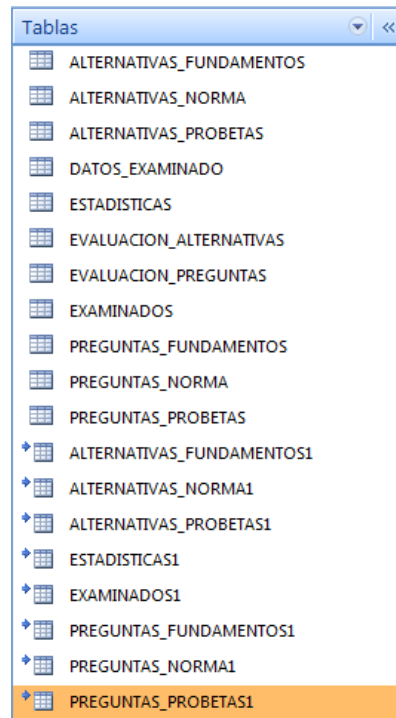 Tablas
ALTERNATIVAS_FUNDAMENTOS
ALTERNATIVAS_NORMA
ALTERNATIVAS_PROBETAS
DATOS_EXAMINADO
ESTADISTICAS
EVALUACION_ALTERNATIVAS
EVALUACION_PREGUNTAS
EXAMINADOS
PREGUNTAS_FUNDAMENTOS
PREGUNTAS_NORMA
PREGUNTAS_PROBETAS
ALTERNATIVAS_FUNDAMENTOS1
ALTERNATIVAS_NORMA1
ALTERNATIVAS_PROBETAS1
ESTADISTICAS1
EXAMINADOS1
PREGUNTAS_FUNDAMENTOS1
PREGUNTAS_NORMA1
PREGUNTAS_PROBETAS1